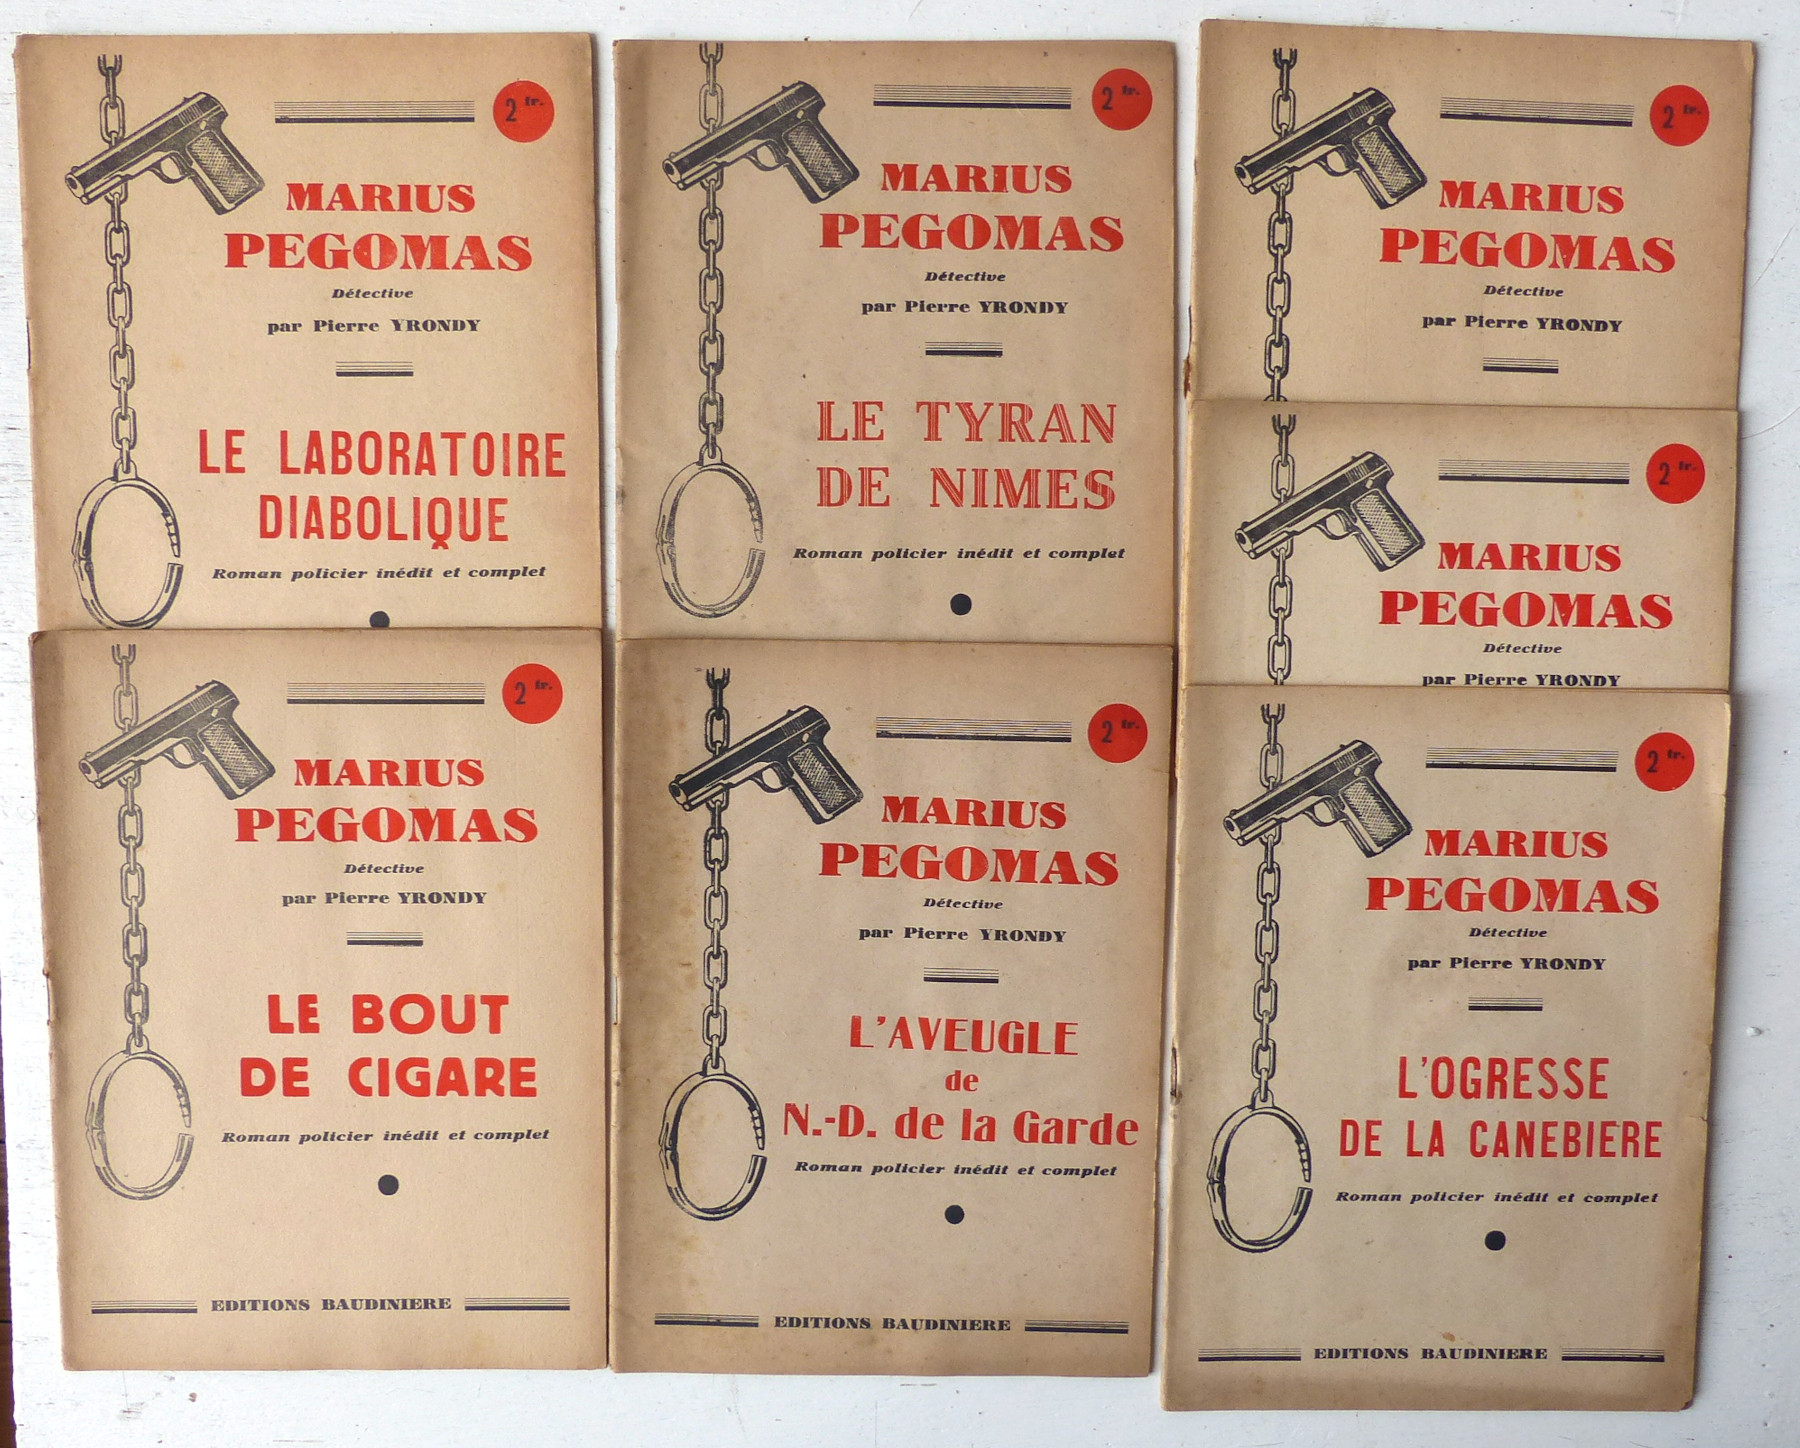 2 fr.
MARIUS
PEGOMAS
Détective
par Pierre YRONDY
LE LABORATOIRE
DIABOLIQUE
Roman policier inédit et complet
2 fr.
MARIUS
PEGOMAS
Détective
par Pierre YRONDY
LE TYRAN
DE NIMES
Roman policier inédit et complet
2 fr.
MARIUS
PEGOMAS
Détective
par Pierre YRONDY
2 fr.
MARIUS
PEGOMAS
Détective
par Pierre YRONDY
2 fr.
MARIUS
PEGOMAS
Détective
par Pierre YRONDY
LE BOUT
DE CIGARE
Roman policier inédit et complet
EDITIONS BAUDINIERE
2 fr.
MARIUS
PEGOMAS
Détective
par Pierre YRONDY
L'AVEUGLE
de
N.-D. de la Garde
Roman policier inédit et complet
EDITIONS BAUDINIERE
2 fr.
MARIUS
PEGOMAS
Détective
par Pierre YRONDY
L'OGRESSE
DE LA CANEBIERE
Roman policier inédit et complet
EDITIONS BAUDINIERE